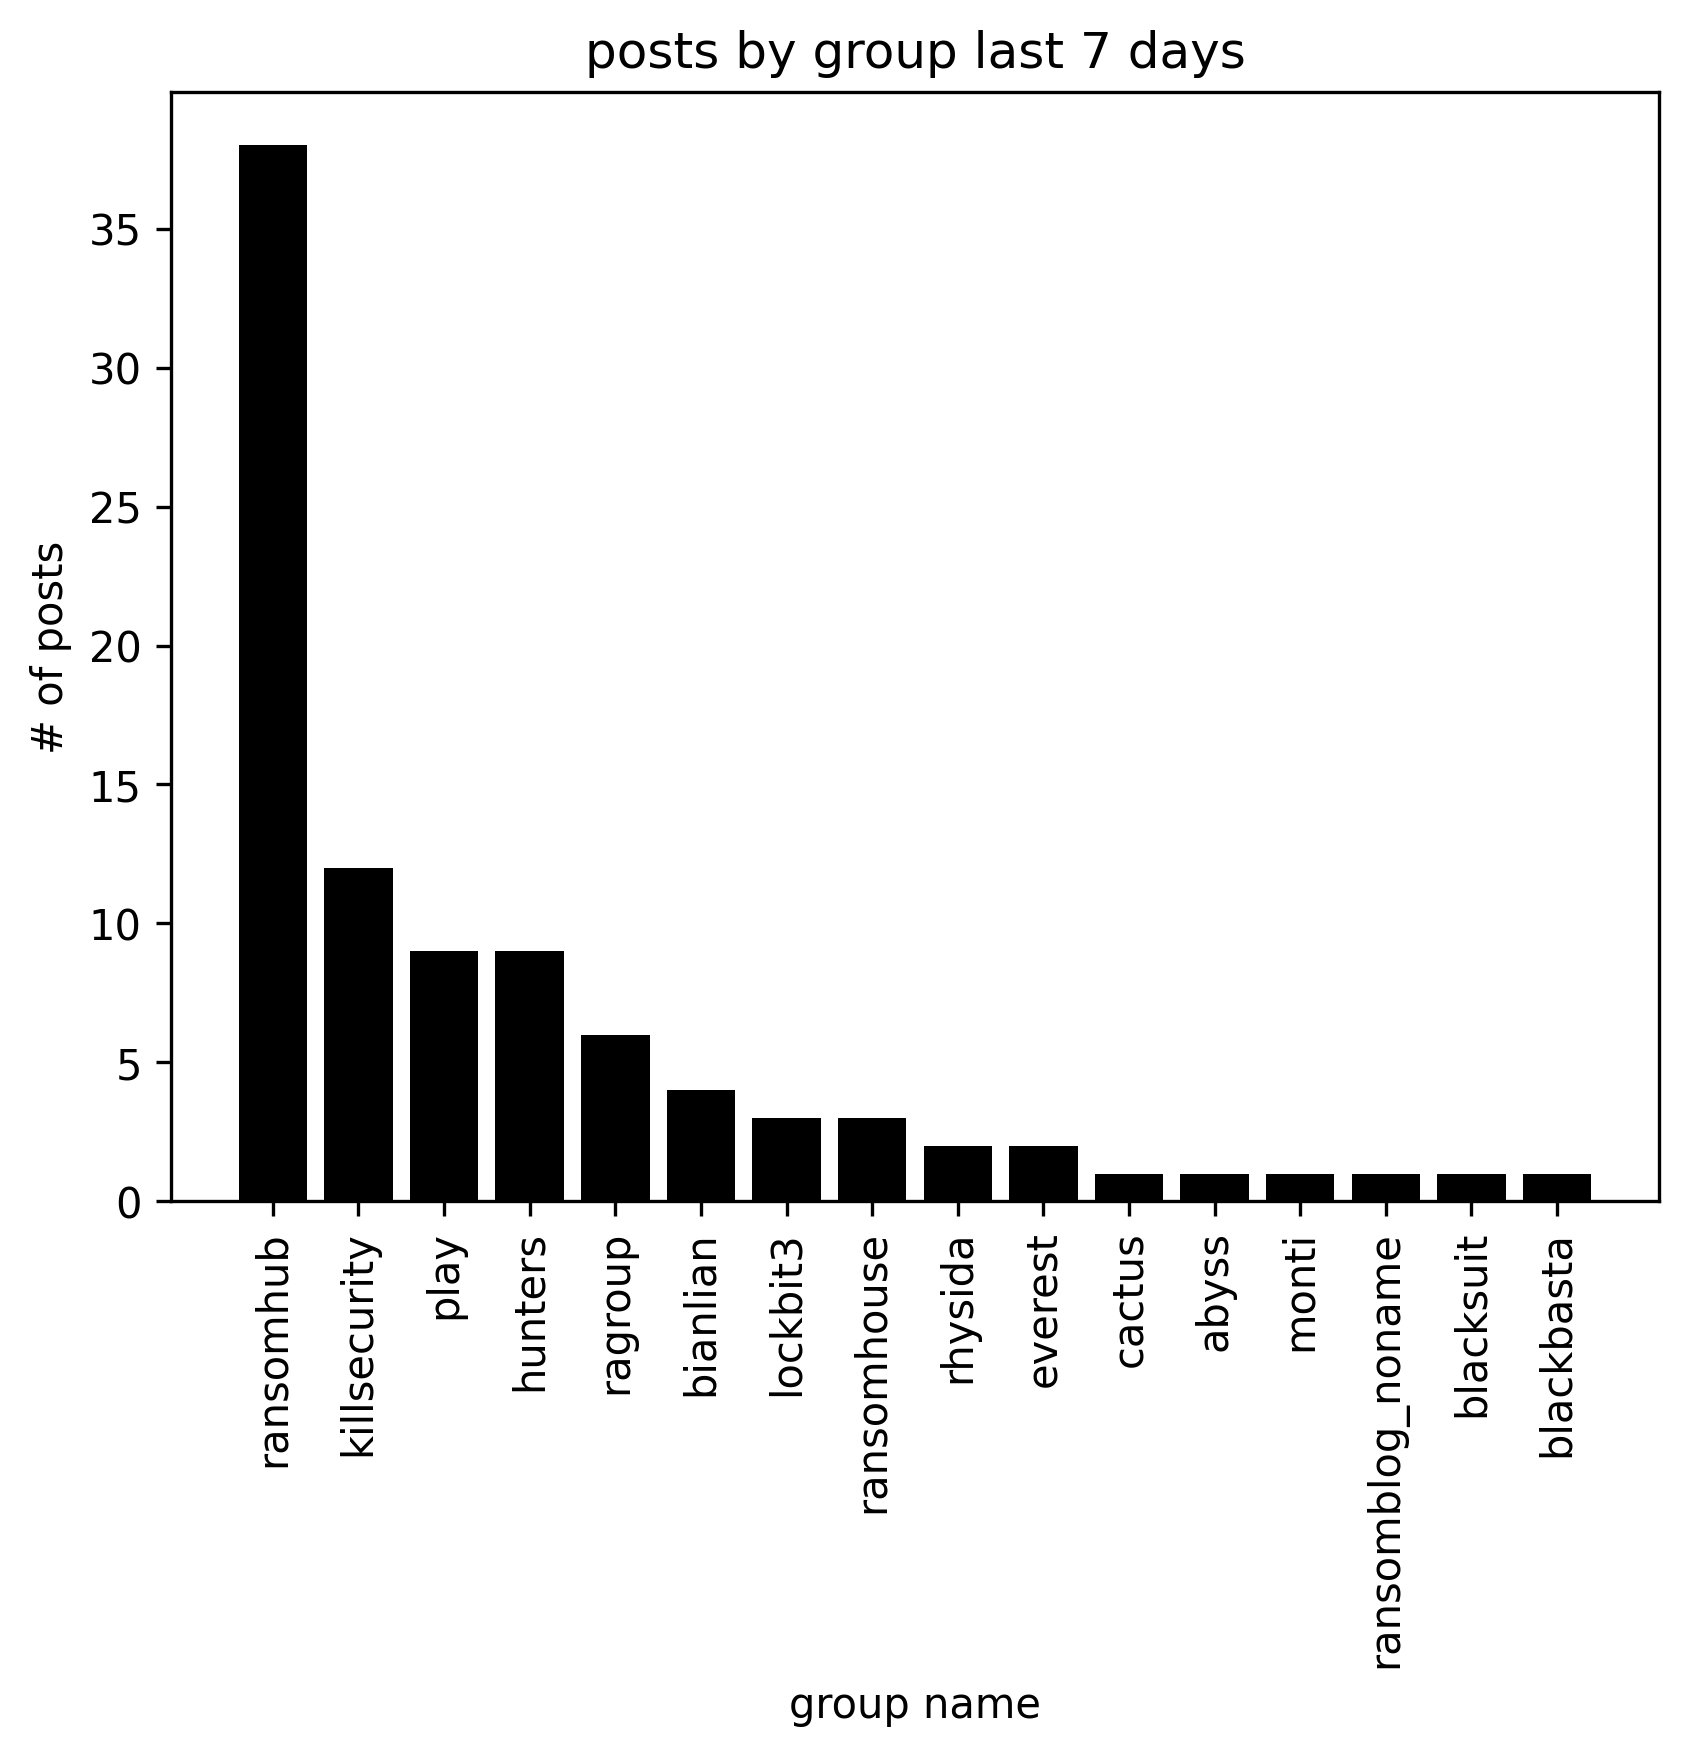 posts by group last 7 days
# of posts
35
30
25
20
15
10
5
0
ransomhub
killsecurity
play
hunters
ragroup
bianlian
lockbit3
ransomhouse
rhysida
everest
cactus
abyss
monti
ransomblog_noname
blacksuit
blackbasta
group name